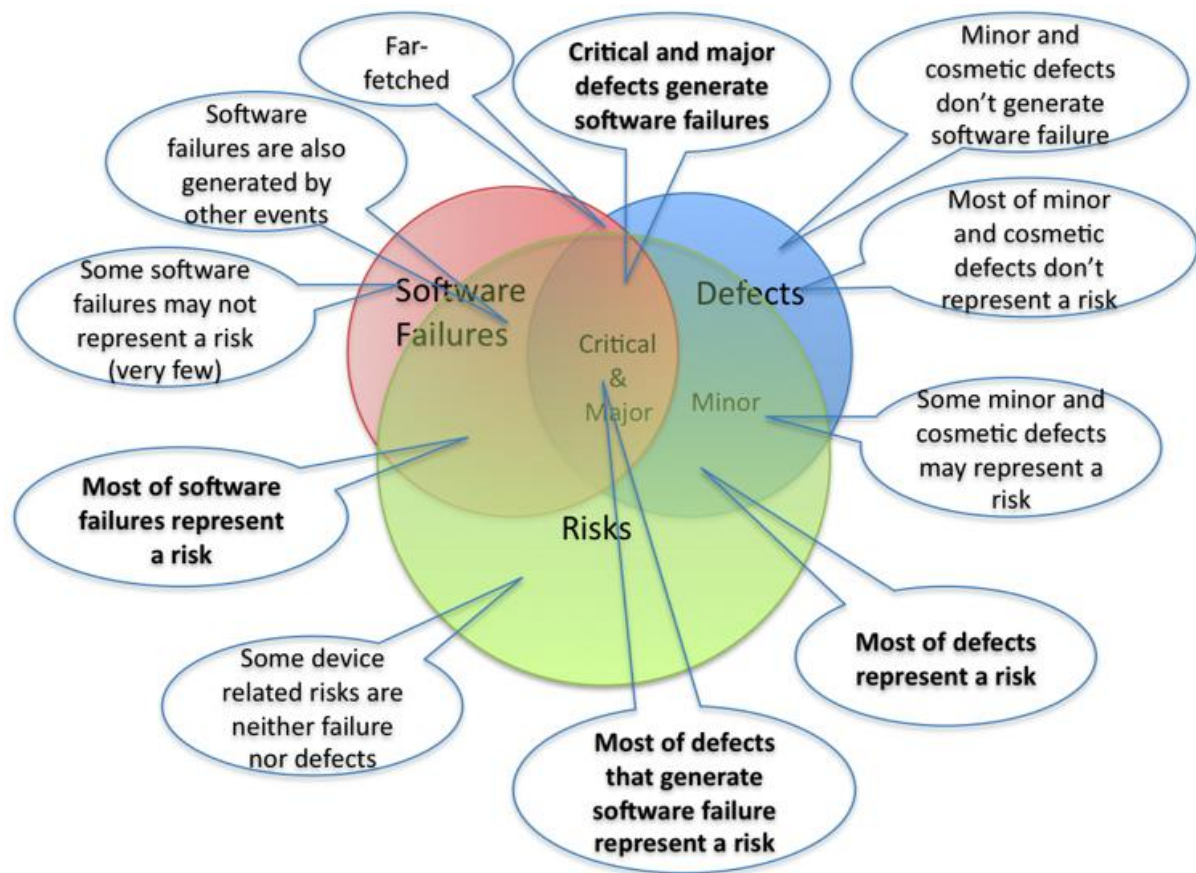 Far-
fetched
Critical and major
defects generate
software failures
Minor and
cosmetic defects
don’t generate
software failure
Software
failures are also
generated by
other events
Most of minor
and cosmetic
defects don’t
represent a risk
Some software
failures may not
represent a risk
(very few)
Software
Failures
Defects
Critical
&
Major
Minor
Some minor and
cosmetic defects
may represent a
risk
Most of software
failures represent
a risk
Risks
Some device
related risks are
neither failure
nor defects
Most of defects
represent a risk
Most of defects
that generate
software failure
represent a risk